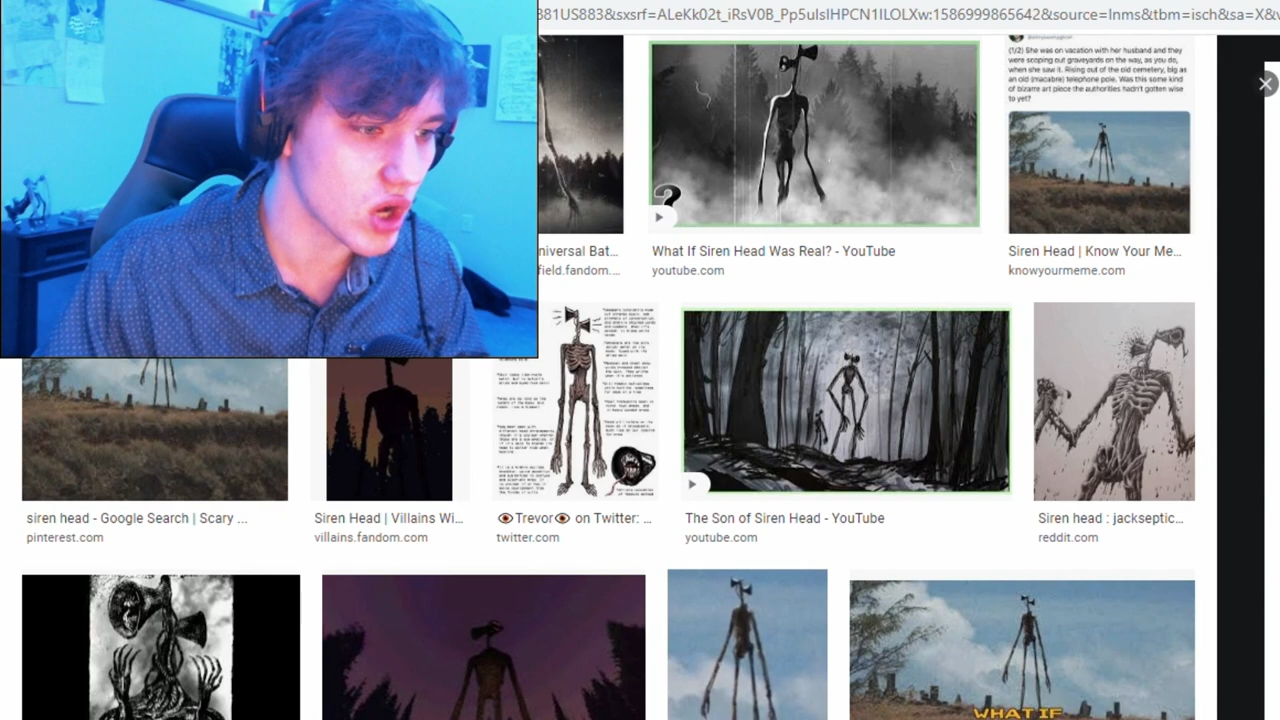 381US883&sxsrf=ALeKk02t_iRsV0B_Pp5ulsIHPCN1ILOLXw:1586999865642&source=lnms&tbm=isch&sa=X&v
(1/2) She was on vacation with her husband and they
were scoping out graveyards on the way, as you do,
when she saw it. Rising out of the old cemetery, big as
an old (macabre) telephone pole. Was this some kind
of bizarre art piece the authorities hadn't gotten wise
to yet?
niversal Bat...
field.fandom....
What If Siren Head Was Real? - YouTube
youtube.com
Siren Head | Know Your Me...
knowyourmeme.com
siren head - Google Search | Scary ...
pinterest.com
Siren Head | Villains Wi...
villains.fandom.com
👁Trevor👁 on Twitter: ...
twitter.com
The Son of Siren Head - YouTube
youtube.com
Siren head : jackseptic...
reddit.com
?
WHAT IF